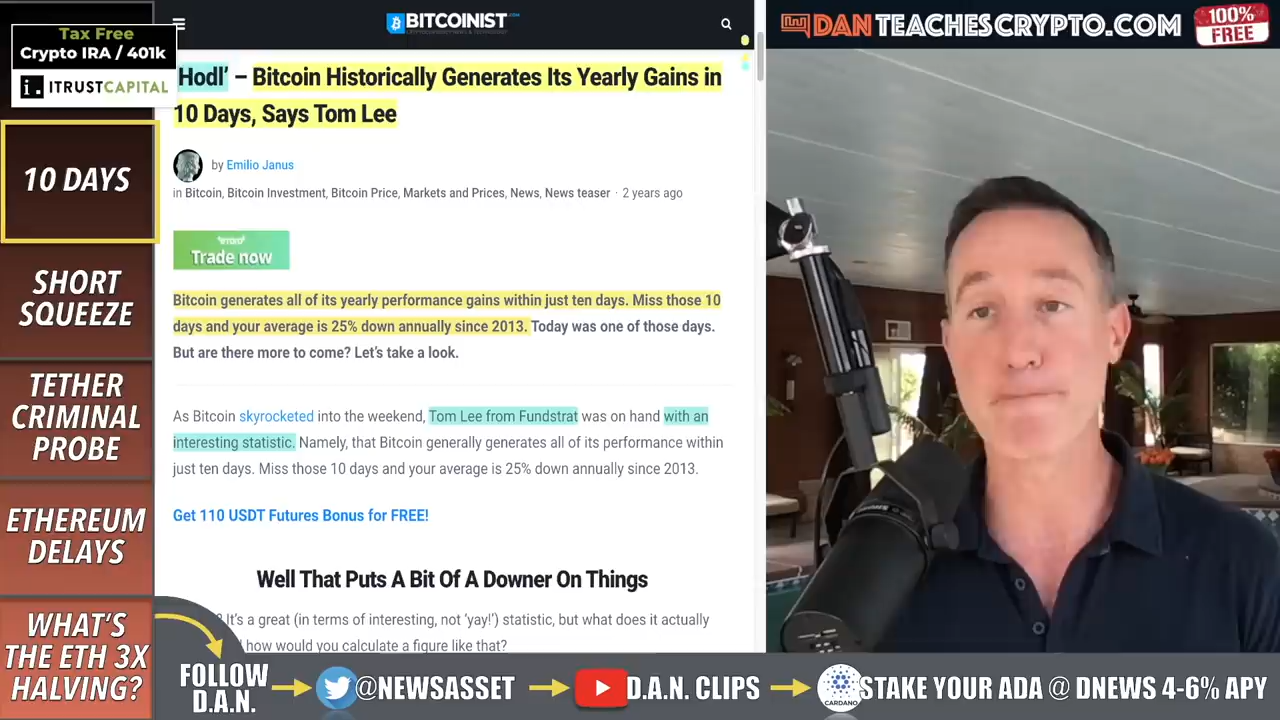 Tax Free
Crypto IRA / 401k
ITRUSTCAPITAL
10 DAYS
SHORT
SQUEEZE
TETHER
CRIMINAL
PROBE
ETHEREUM
DELAYS
WHAT'S
THE ETH 3X
HALVING?
BITCOINIST
.COM
Hodl’ – Bitcoin Historically Generates Its Yearly Gains in
10 Days, Says Tom Lee
by Emilio Janus
in Bitcoin, Bitcoin Investment, Bitcoin Price, Markets and Prices, News, News teaser · 2 years ago
Trade now
Bitcoin generates all of its yearly performance gains within just ten days. Miss those 10
days and your average is 25% down annually since 2013. Today was one of those days.
But are there more to come? Let’s take a look.
As Bitcoin skyrocketed into the weekend, Tom Lee from Fundstrat was on hand with an
interesting statistic. Namely, that Bitcoin generally generates all of its performance within
just ten days. Miss those 10 days and your average is 25% down annually since 2013.
Get 110 USDT Futures Bonus for FREE!
Well That Puts A Bit Of A Downer On Things
? It’s a great (in terms of interesting, not ‘yay!’) statistic, but what does it actually
how would you calculate a figure like that?
DAN TEACHESCRYPTO.COM
100%
FREE
FOLLOW
D.A.N.
@NEWSASSET
D.A.N. CLIPS
CARDANO
STAKE YOUR ADA @ DNEWS 4-6% APY